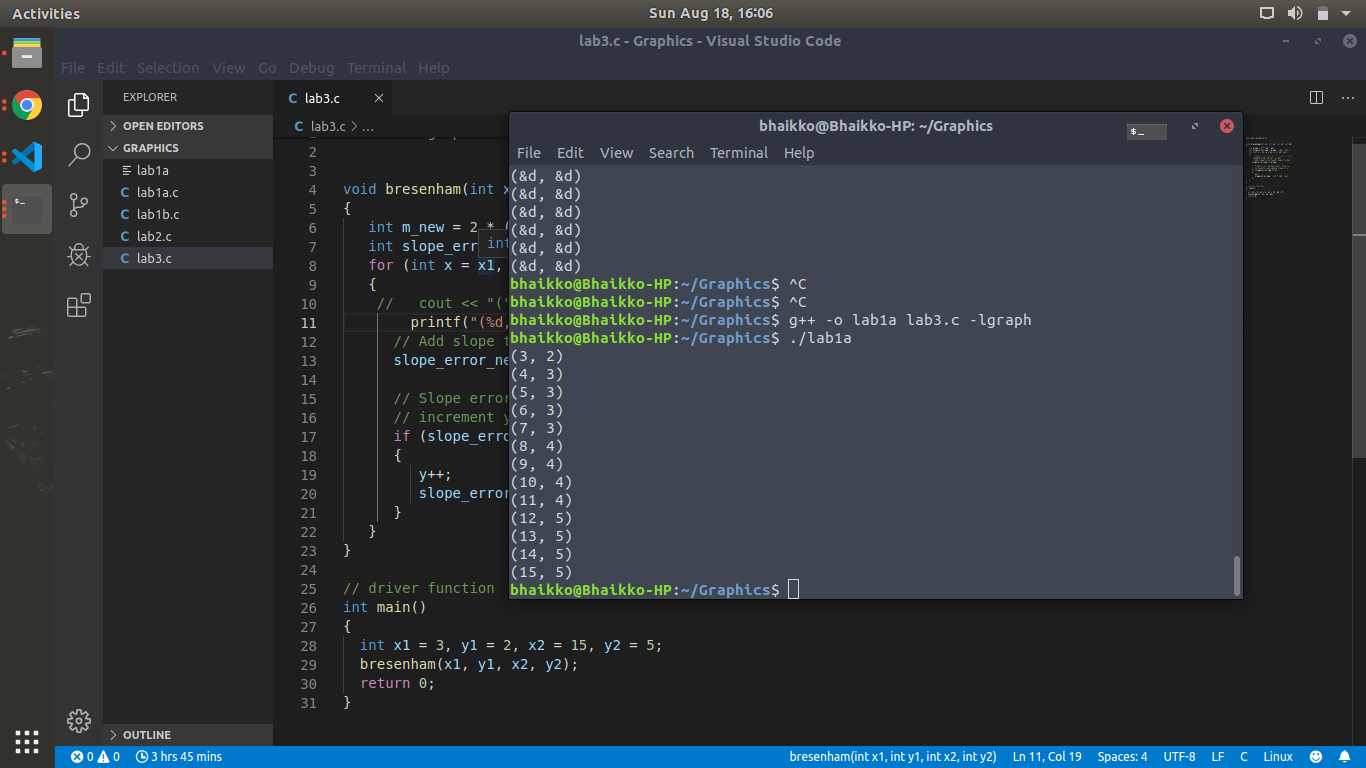 Activities
Sun Aug 18, 16:06
lab3.c - Graphics - Visual Studio Code
File Edit Selection View Go Debug Terminal Help
EXPLORER
OPEN EDITORS
GRAPHICS
lab1a
C lab1a.c
C lab1b.c
C lab2.c
C lab3.c
OUTLINE
C lab3.c
C lab3.c > ...
2
3
4 void bresenham(int x
5 {
6 int m_new = 2 * (
7 int slope_err
int
8 for (int x = x1,
9 {
10 // cout << "("
11 printf("(%d,
12 // Add slope t
13 slope_error_ne
14
15 // Slope error
16 // increment y
17 if (slope_erro
18 {
19 y++;
20 slope_error
21 }
22 }
23 }
24
25 // driver function
26 int main()
27 {
28 int x1 = 3, y1 = 2, x2 = 15, y2 = 5;
29 bresenham(x1, y1, x2, y2);
30 return 0;
31 }
bhaikko@Bhaikko-HP: ~/Graphics
$_
File Edit View Search Terminal Help
(&d, &d)
(&d, &d)
(&d, &d)
(&d, &d)
(&d, &d)
(&d, &d)
bhaikko@Bhaikko-HP:~/Graphics$ ^C
bhaikko@Bhaikko-HP:~/Graphics$ ^C
bhaikko@Bhaikko-HP:~/Graphics$ g++ -o lab1a lab3.c -lgraph
bhaikko@Bhaikko-HP:~/Graphics$ ./lab1a
(3, 2)
(4, 3)
(5, 3)
(6, 3)
(7, 3)
(8, 4)
(9, 4)
(10, 4)
(11, 4)
(12, 5)
(13, 5)
(14, 5)
(15, 5)
bhaikko@Bhaikko-HP:~/Graphics$
0 0 3 hrs 45 mins
bresenham(int x1, int y1, int x2, int y2) Ln 11, Col 19 Spaces: 4 UTF-8 LF C Linux